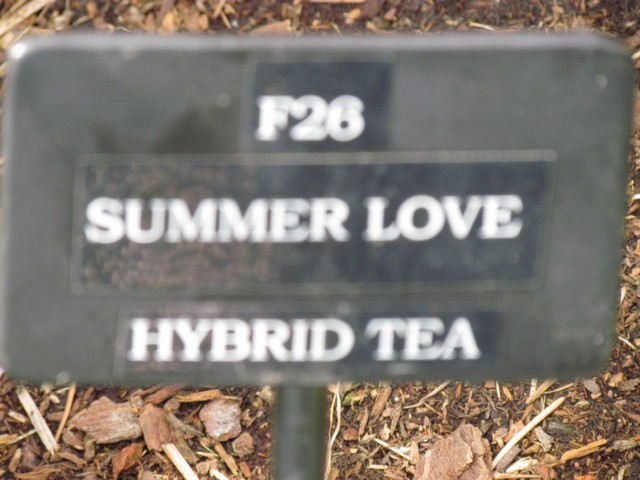 F26
SUMMER LOVE
HYBRID TEA